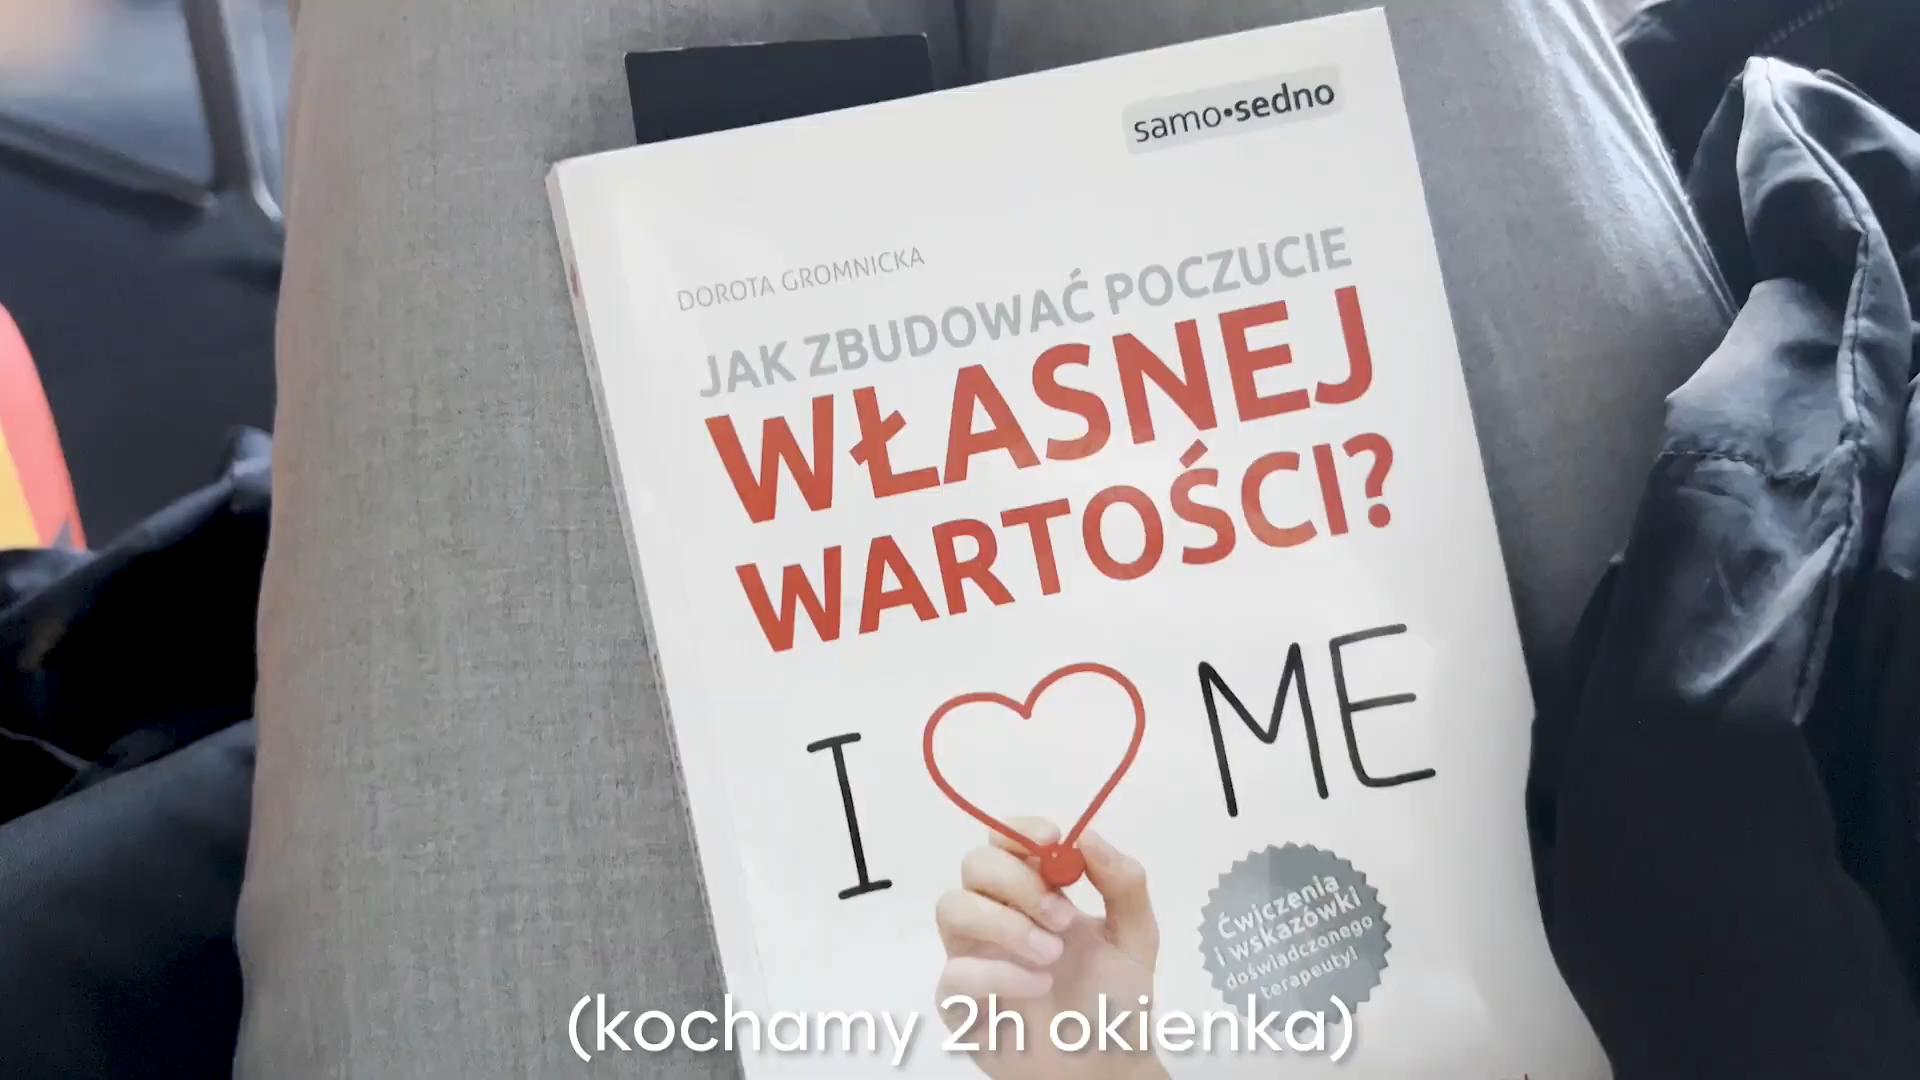 samo•sedno
DOROTA GROMNICKA
JAK ZBUDOWAĆ POCZUCIE
WŁASNEJ
WARTOŚCI?
I ME
Ćwiczenia
i wskazówki
doświadczonego
terapeuty!
(kochamy 2h okienka)